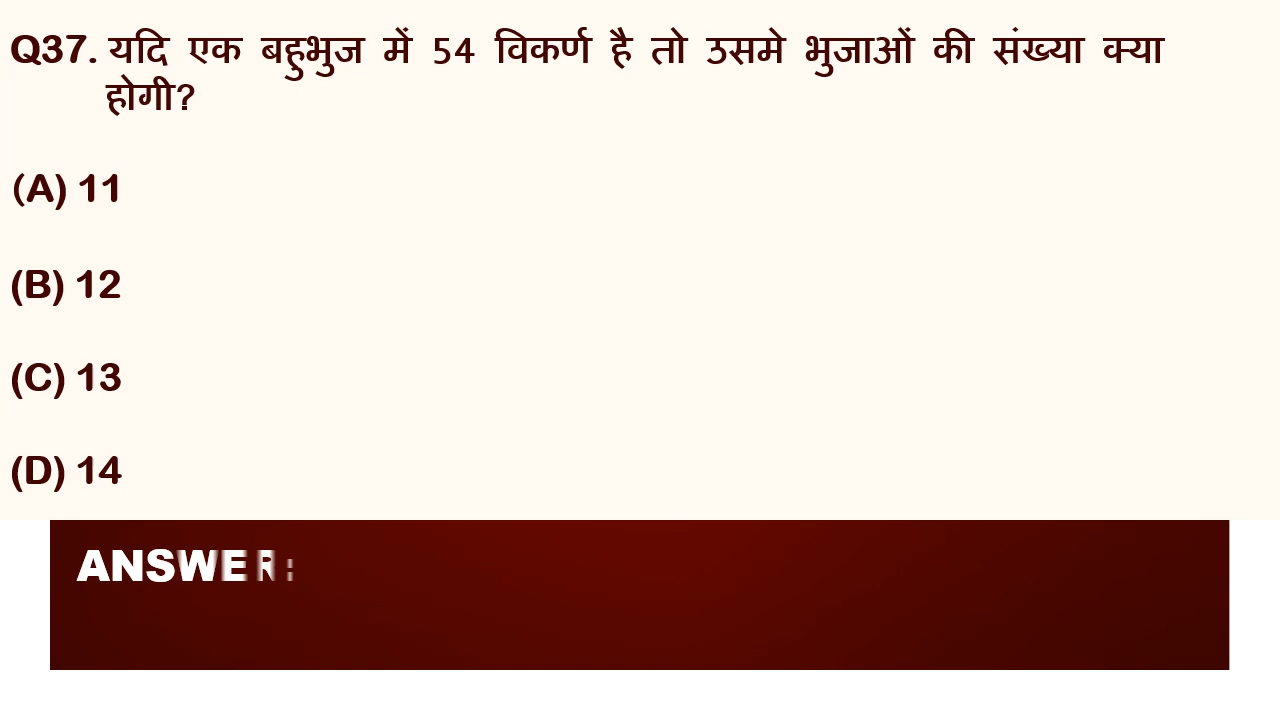 Q37. यदि एक बहुभुज में 54 विकर्ण है तो उसमे भुजाओं की संख्या क्या
होगी?
(A) 11
(B) 12
(C) 13
(D) 14
ANSWER: